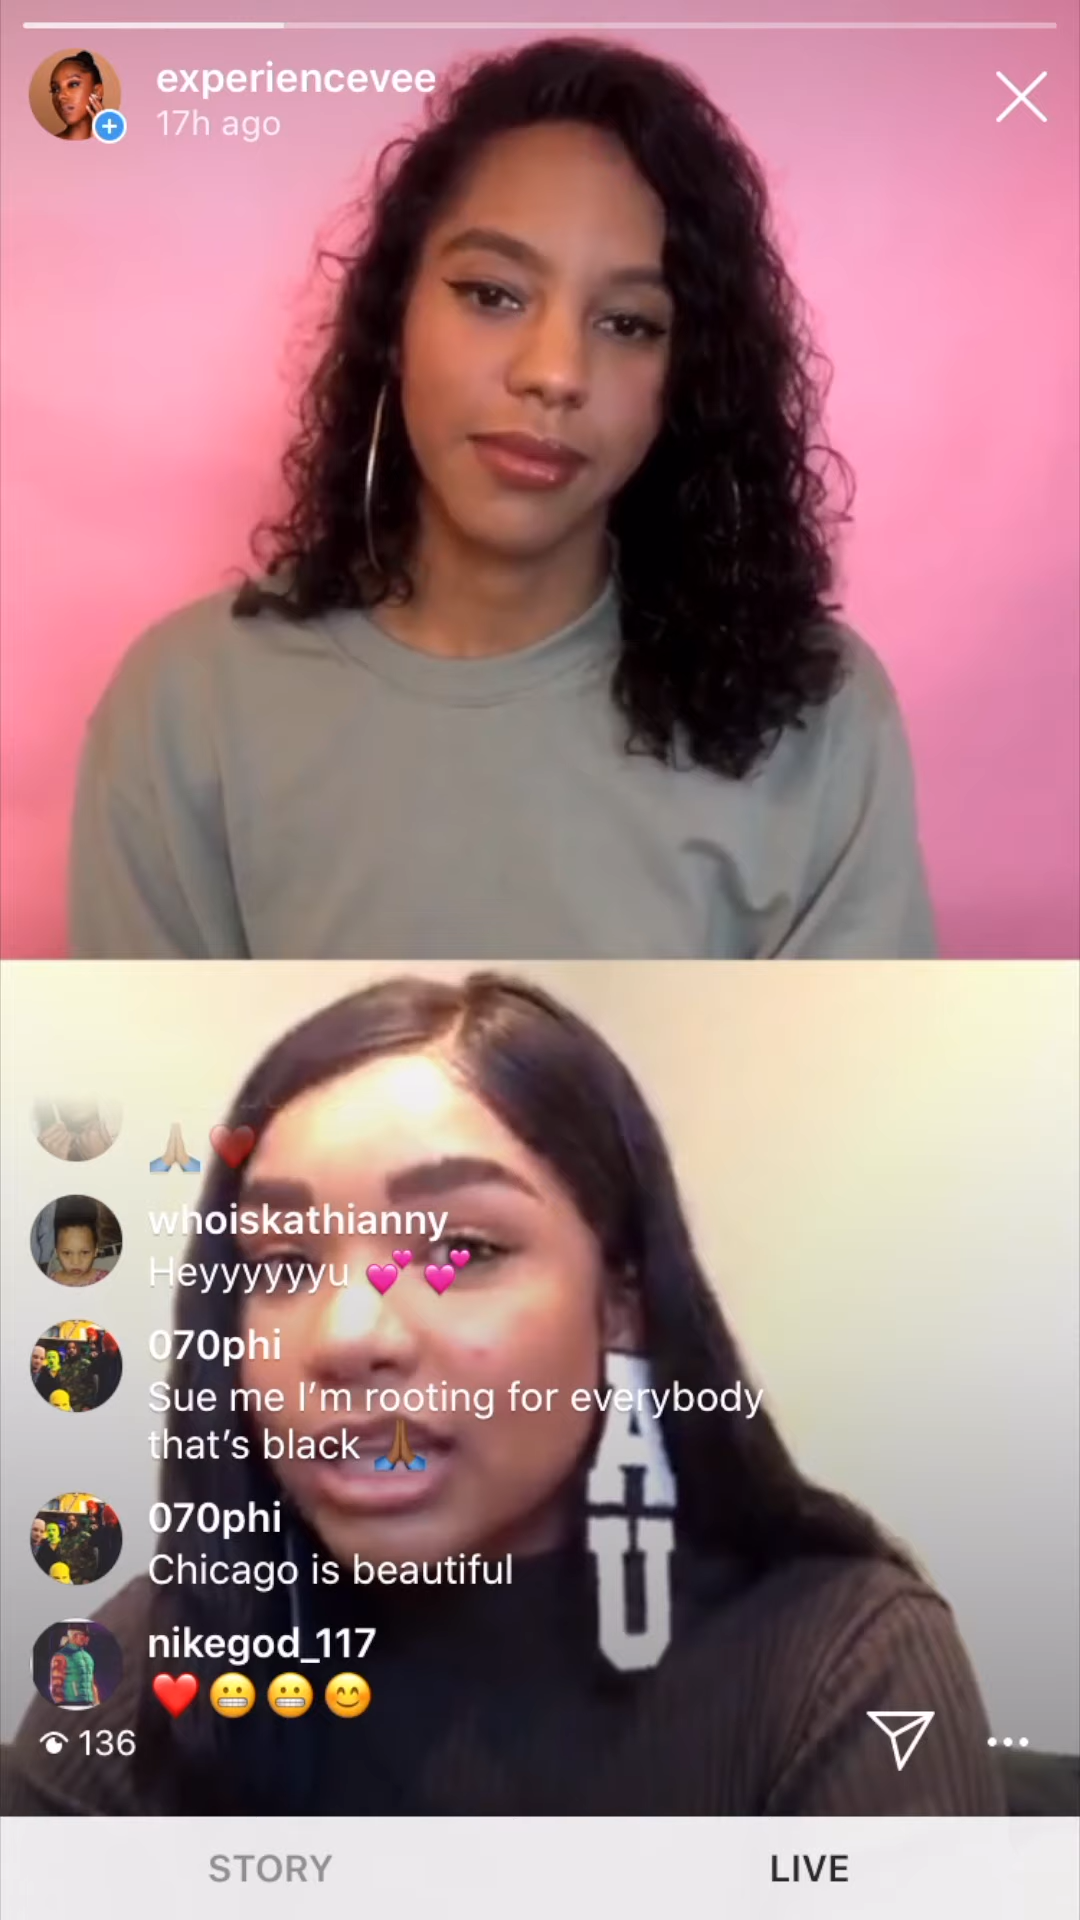 experiencevee
17h ago
🙏🏼❤️
whoiskathianny
Heyyyyyyu 💕 💕
070phi
Sue me I’m rooting for everybody
that’s black 🙏🏾
070phi
Chicago is beautiful
nikegod_117
❤️😬😬😊
136
A
U
STORY
LIVE